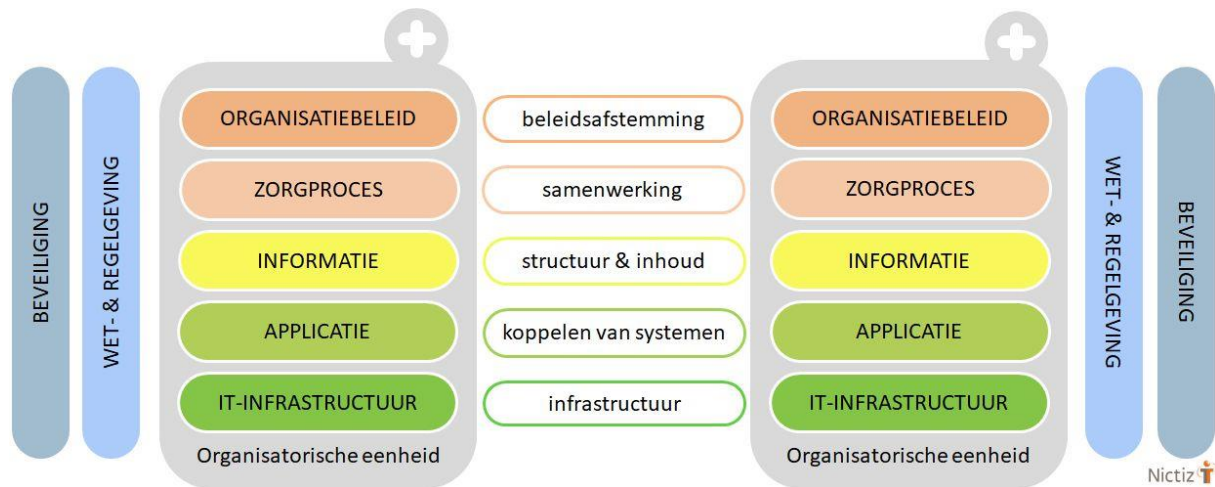 BEVEILIGING
WET- & REGELGEVING
ORGANISATIEBELEID
beleidsafstemming
ORGANISATIEBELEID
ZORGPROCES
samenwerking
ZORGPROCES
INFORMATIE
structuur & inhoud
INFORMATIE
APPLICATIE
koppelen van systemen
APPLICATIE
IT-INFRASTRUCTUUR
infrastructuur
IT-INFRASTRUCTUUR
Organisatorische eenheid
Organisatorische eenheid
WET- & REGELGEVING
BEVEILIGING
Nictiz